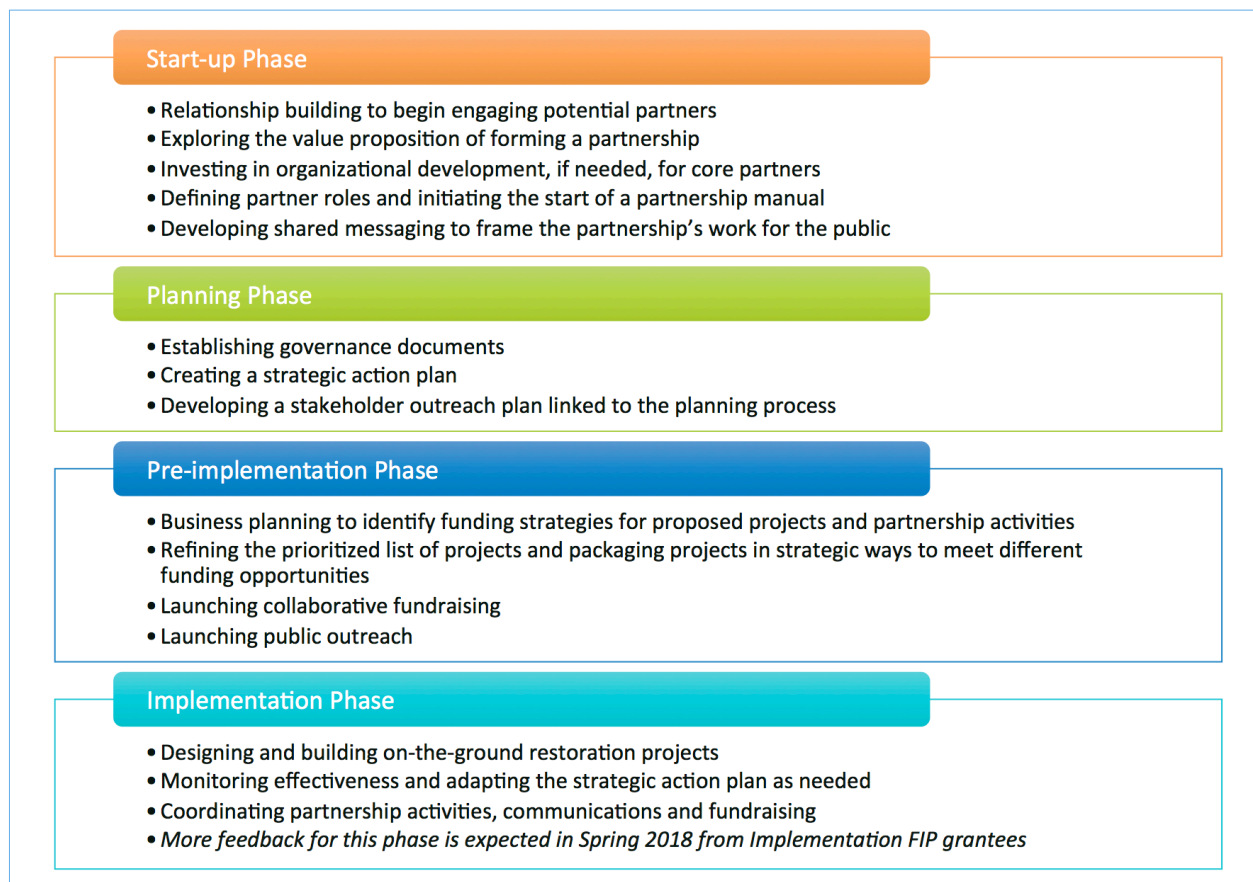 Start-up Phase
• Relationship building to begin engaging potential partners
• Exploring the value proposition of forming a partnership
• Investing in organizational development, if needed, for core partners
• Defining partner roles and initiating the start of a partnership manual
• Developing shared messaging to frame the partnership’s work for the public
Planning Phase
• Establishing governance documents
• Creating a strategic action plan
• Developing a stakeholder outreach plan linked to the planning process
Pre-implementation Phase
• Business planning to identify funding strategies for proposed projects and partnership activities
• Refining the prioritized list of projects and packaging projects in strategic ways to meet different
funding opportunities
• Launching collaborative fundraising
• Launching public outreach
Implementation Phase
• Designing and building on-the-ground restoration projects
• Monitoring effectiveness and adapting the strategic action plan as needed
• Coordinating partnership activities, communications and fundraising
• More feedback for this phase is expected in Spring 2018 from Implementation FIP grantees